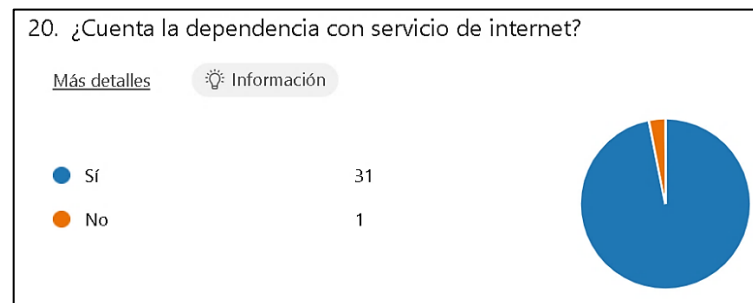 20. ¿Cuenta la dependencia con servicio de internet?
Más detalles Información
Sí 31
No 1